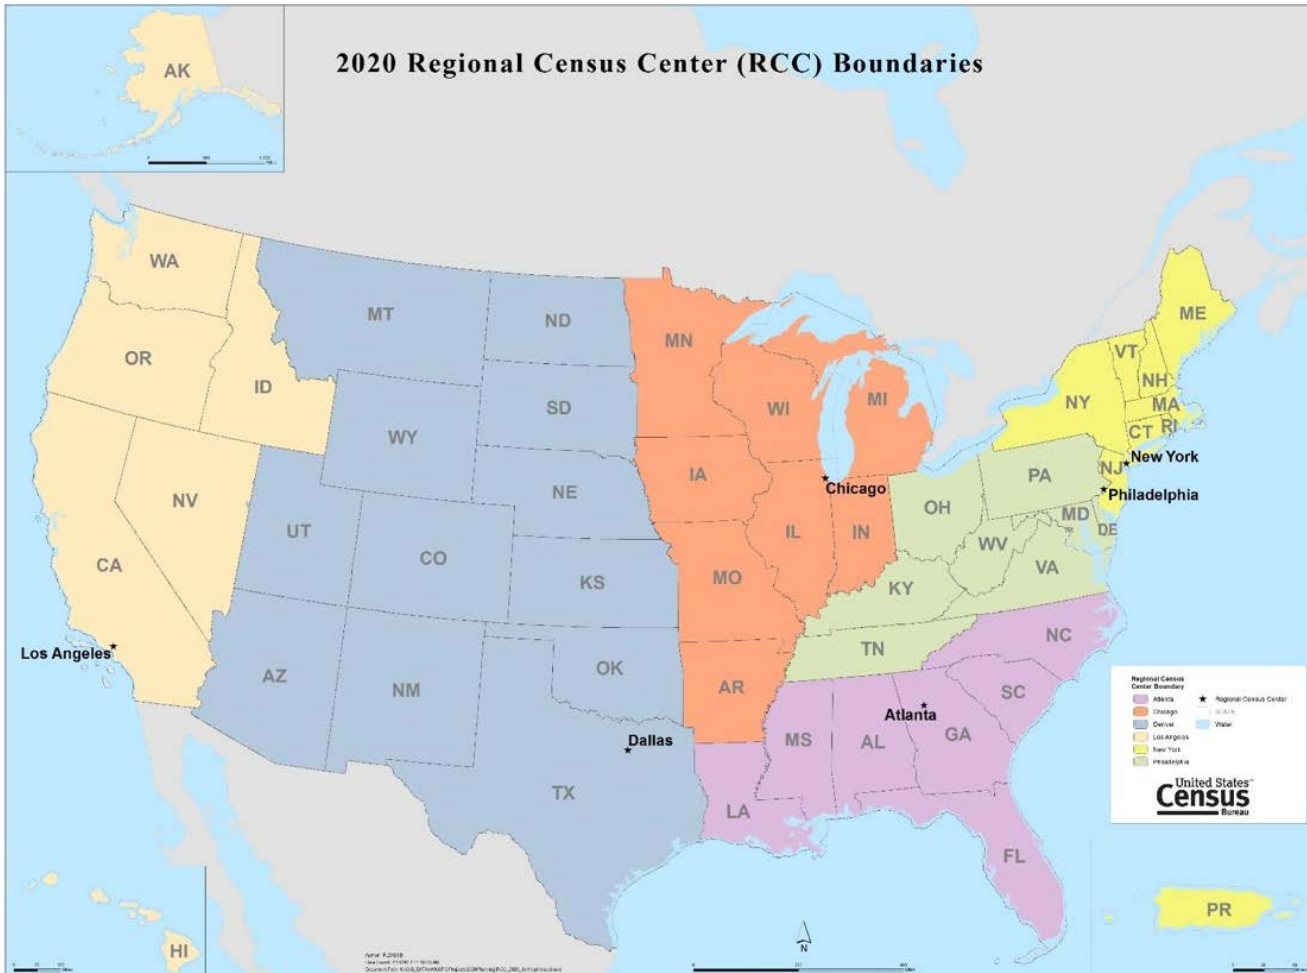 2020 Regional Census Center (RCC) Boundaries
AK
WA
MT
ND
MN
ME
OR
ID
SD
WI
MI
VT
NH
NY
MA
CT
RI
WY
IA
NE
NV
UT
CO
IL
IN
OH
PA
NJ
New York
Chicago
Philadelphia
MD
DE
WV
VA
CA
KS
MO
KY
Los Angeles
AZ
NM
OK
AR
TN
NC
SC
Atlanta
Dallas
MS
AL
GA
TX
LA
FL
HI
PR
N
Regional Census
Center Boundary
Atlanta
Chicago
Denver
Los Angeles
New York
Philadelphia
Regional Census Center
STATE
Water
United States™
Census
Bureau